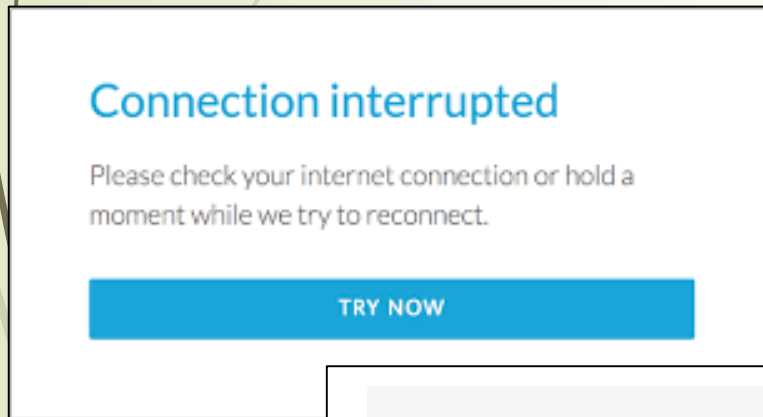 Connection interrupted
Please check your internet connection or hold a
moment while we try to reconnect.
TRY NOW